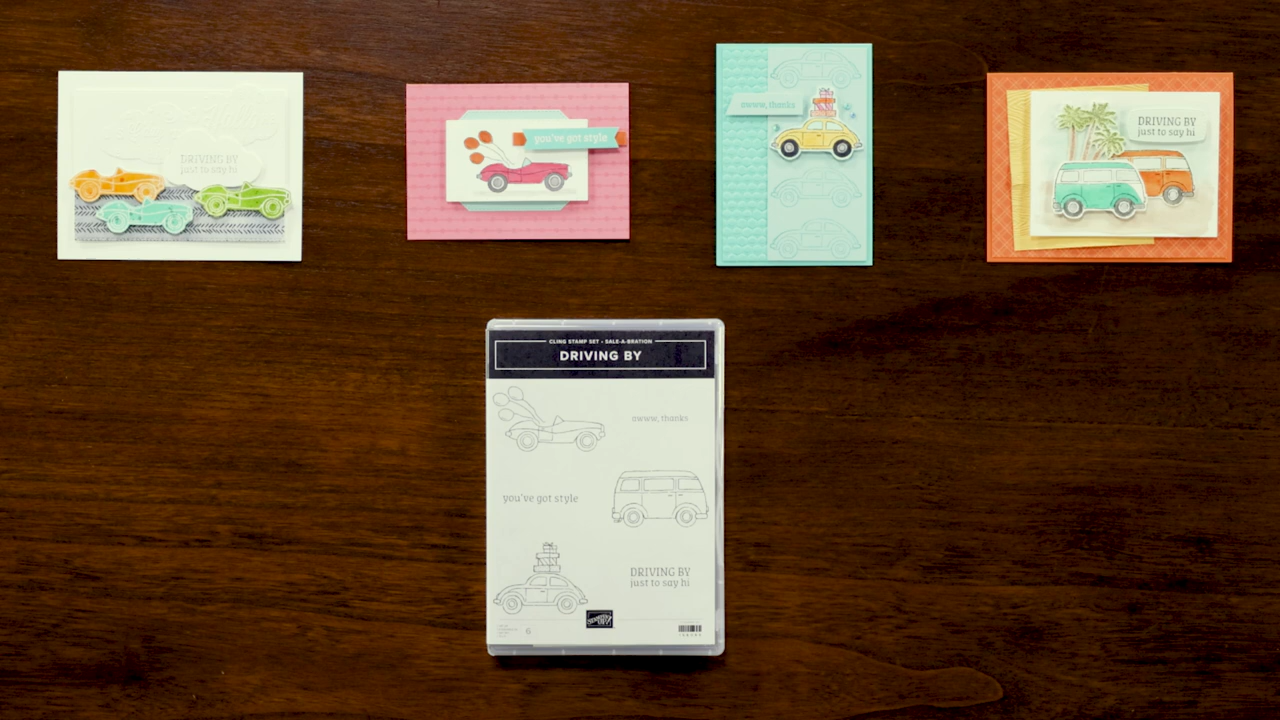 DRIVING BY
just to say hi
you've got style
awww, thanks
DRIVING BY
just to say hi
CLING STAMP SET • SALE-A-BRATION
DRIVING BY
awww, thanks
you've got style
DRIVING BY
just to say hi
6